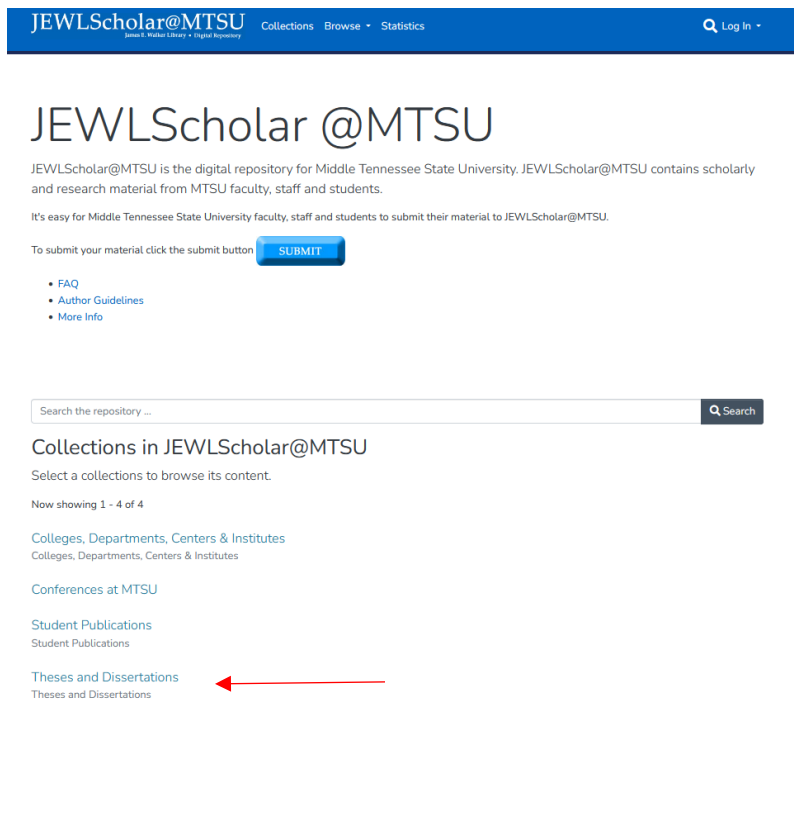 JEWLScholar@MTSU
James E. Walker Library • Digital Repository
Collections Browse Statistics Log In
JEWLScholar @MTSU
JEWLScholar@MTSU is the digital repository for Middle Tennessee State University. JEWLScholar@MTSU contains scholarly
and research material from MTSU faculty, staff and students.
It's easy for Middle Tennessee State University faculty, staff and students to submit their material to JEWLScholar@MTSU.
To submit your material click the submit button SUBMIT
• FAQ
• Author Guidelines
• More Info
Search the repository ... Search
Collections in JEWLScholar@MTSU
Select a collections to browse its content.
Now showing 1 - 4 of 4
Colleges, Departments, Centers & Institutes
Colleges, Departments, Centers & Institutes
Conferences at MTSU
Student Publications
Student Publications
Theses and Dissertations
Theses and Dissertations